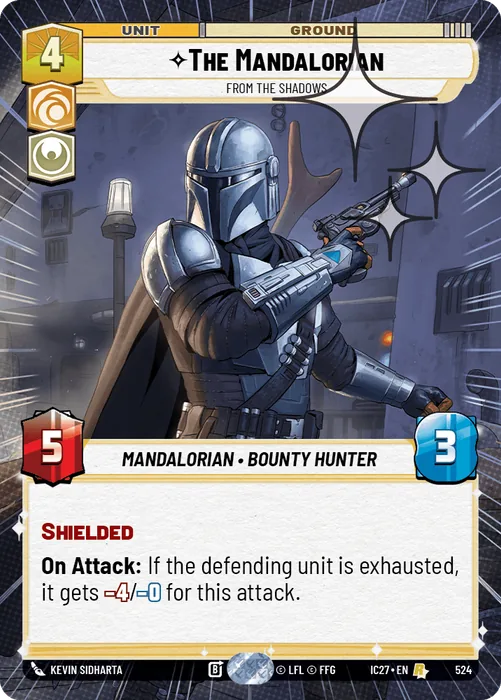 UNIT
GROUND
4
✧THE MANDALORIAN
FROM THE SHADOWS
5
MANDALORIAN • BOUNTY HUNTER
3
SHIELDED
On Attack: If the defending unit is exhausted,
it gets -4/-0 for this attack.
KEVIN SIDHARTA
B
© LFL © FFG
IC27 • EN
R
524